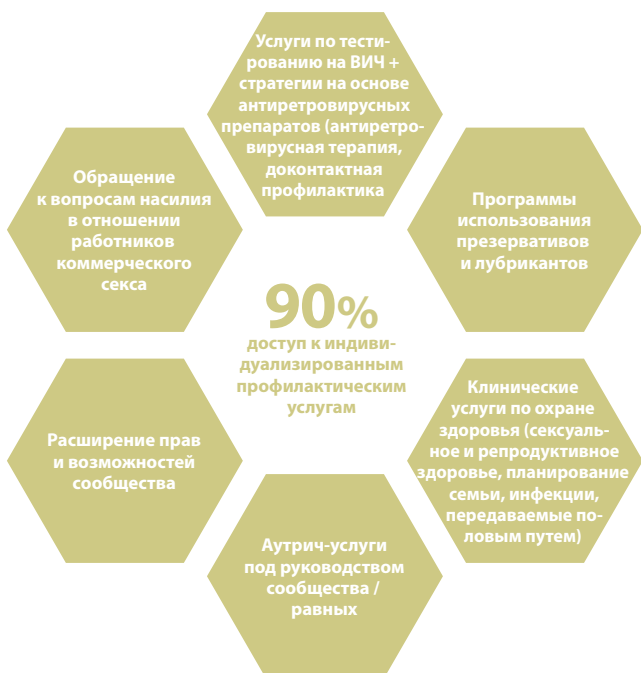 Услуги по тести-
рованию на ВИЧ +
стратегии на основе
антиретровирусных
препаратов (антиретро-
вирусная терапия,
доконтактная
профилактика
Обращение
к вопросам насилия
в отношении
работников
коммерческого
секса
Программы
использования
презервативов
и лубрикантов
90%
доступ к индиви-
дуализированным
профилактическим
услугам
Расширение прав
и возможностей
сообщества
Клинические
услуги по охране
здоровья (сексуаль-
ное и репродуктивное
здоровье, планирование
семьи, инфекции,
передаваемые по-
ловым путем)
Аутрич-услуги
под руководством
сообщества /
равных